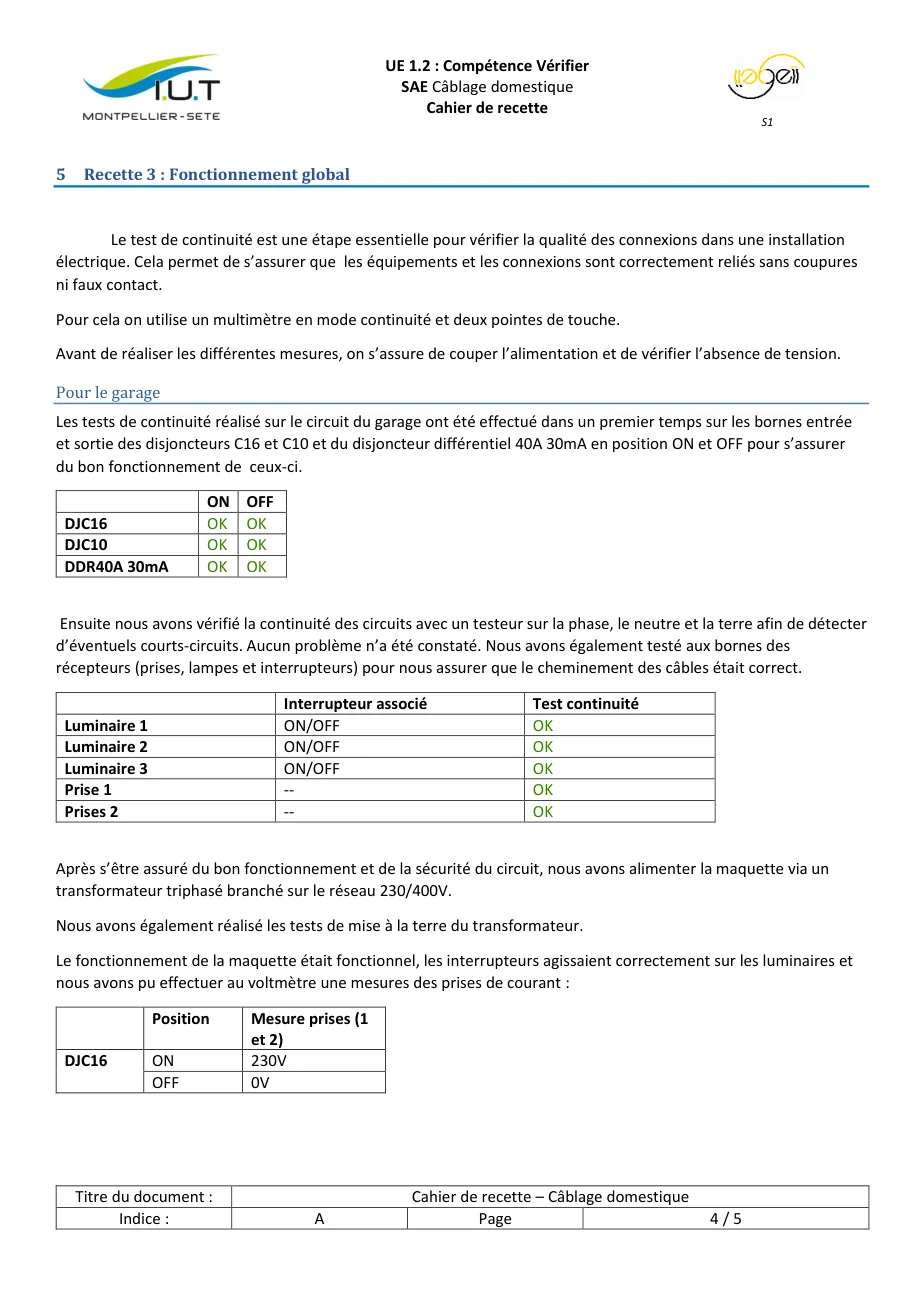 I.U.T
MONTPELLIER-SETE
UE 1.2 : Compétence Vérifier
SAE Câblage domestique
Cahier de recette
S1
5 Recette 3 : Fonctionnement global
Le test de continuité est une étape essentielle pour vérifier la qualité des connexions dans une installation
électrique. Cela permet de s’assurer que  les équipements et les connexions sont correctement reliés sans coupures
ni faux contact.
Pour cela on utilise un multimètre en mode continuité et deux pointes de touche.
Avant de réaliser les différentes mesures, on s’assure de couper l’alimentation et de vérifier l’absence de tension.
Pour le garage
Les tests de continuité réalisé sur le circuit du garage ont été effectué dans un premier temps sur les bornes entrée
et sortie des disjoncteurs C16 et C10 et du disjoncteur différentiel 40A 30mA en position ON et OFF pour s’assurer
du bon fonctionnement de  ceux-ci.
ON OFF
DJC16 OK OK
DJC10 OK OK
DDR40A 30mA OK OK
Ensuite nous avons vérifié la continuité des circuits avec un testeur sur la phase, le neutre et la terre afin de détecter
d’éventuels courts-circuits. Aucun problème n’a été constaté. Nous avons également testé aux bornes des
récepteurs (prises, lampes et interrupteurs) pour nous assurer que le cheminement des câbles était correct.
Interrupteur associé Test continuité
Luminaire 1 ON/OFF OK
Luminaire 2 ON/OFF OK
Luminaire 3 ON/OFF OK
Prise 1 -- OK
Prises 2 -- OK
Après s’être assuré du bon fonctionnement et de la sécurité du circuit, nous avons alimenter la maquette via un
transformateur triphasé branché sur le réseau 230/400V.
Nous avons également réalisé les tests de mise à la terre du transformateur.
Le fonctionnement de la maquette était fonctionnel, les interrupteurs agissaient correctement sur les luminaires et
nous avons pu effectuer au voltmètre une mesures des prises de courant :
Position Mesure prises (1
et 2)
DJC16 ON 230V
OFF 0V
Titre du document : Cahier de recette – Câblage domestique
Indice : A Page 4 / 5